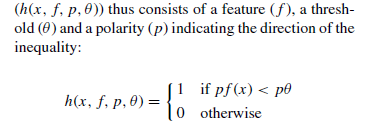 (h(x, f, p, θ)) thus consists of a feature (f), a thresh-
old (θ) and a polarity (p) indicating the direction of the
inequality:
h(x, f, p, θ) = { 1 if pf(x) < pθ
0 otherwise